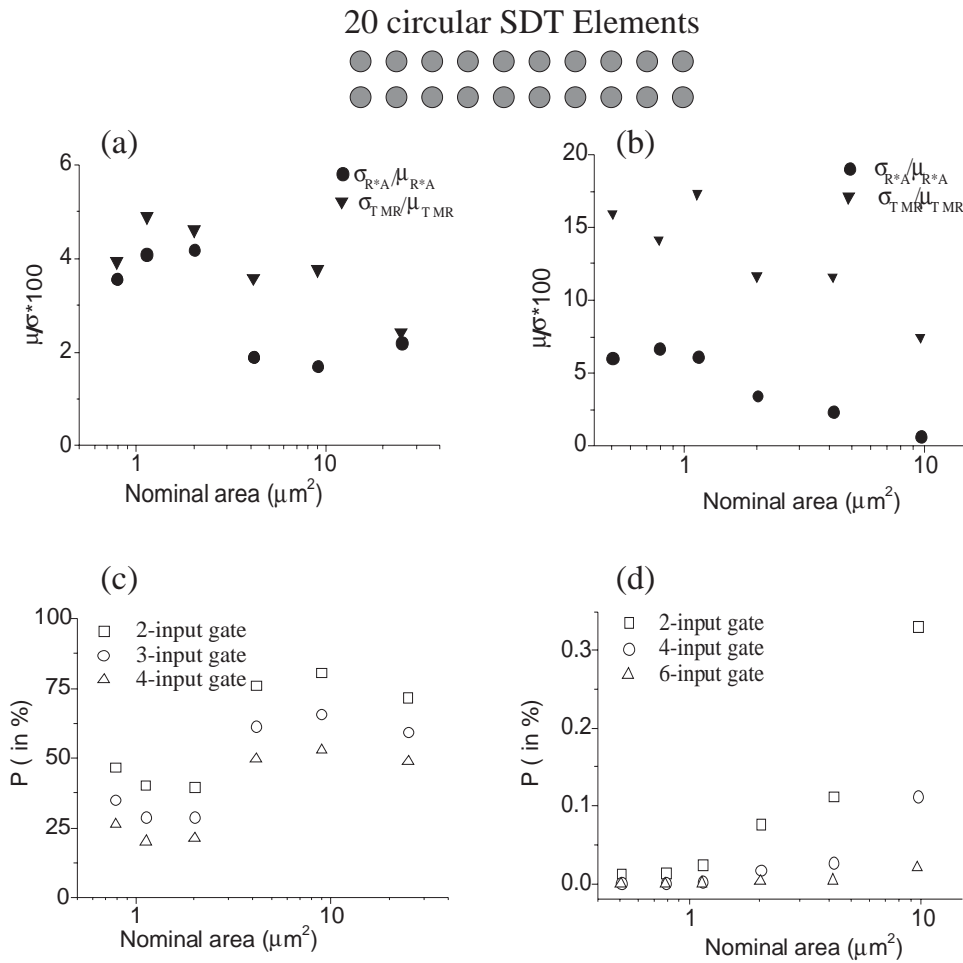 20 circular SDT Elements
(a)
6
4
2
0
μ/σ*100
σR*A/μR*A
σTMR/μTMR
1
10
Nominal area (μm²)
(b)
20
15
10
5
0
μ/σ*100
σR*A/μR*A
σTMR/μTMR
1
10
Nominal area (μm²)
(c)
100
75
50
25
0
P ( in %)
2-input gate
3-input gate
4-input gate
1
10
Nominal area (μm²)
(d)
0.3
0.2
0.1
0.0
P ( in %)
2-input gate
4-input gate
6-input gate
1
10
Nominal area (μm²)